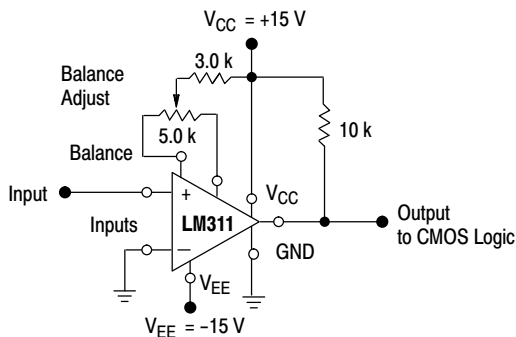 V_CC = +15 V
3.0 k
Balance
Adjust
5.0 k
10 k
Balance
Input
+
V_CC
Inputs
LM311
Output
to CMOS Logic
−
GND
V_EE
V_EE = −15 V